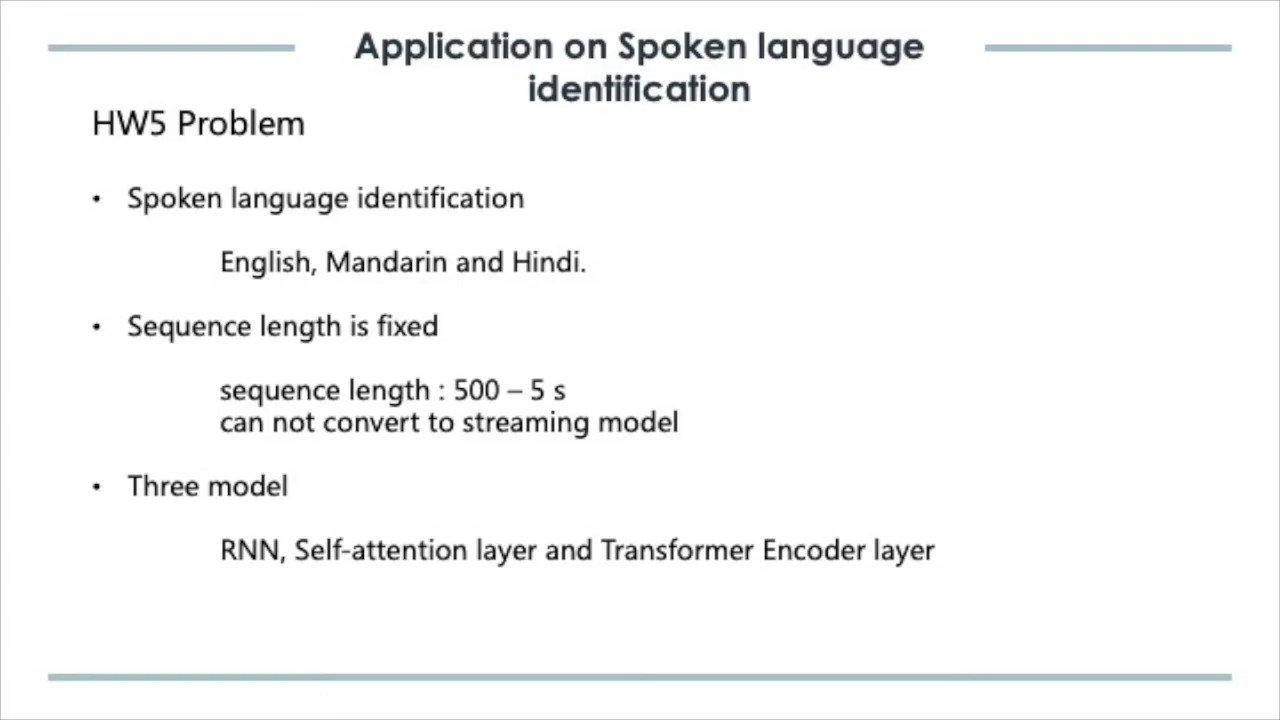 Application on Spoken language
identification
HW5 Problem
• Spoken language identification
English, Mandarin and Hindi.
• Sequence length is fixed
sequence length : 500 – 5 s
can not convert to streaming model
• Three model
RNN, Self-attention layer and Transformer Encoder layer